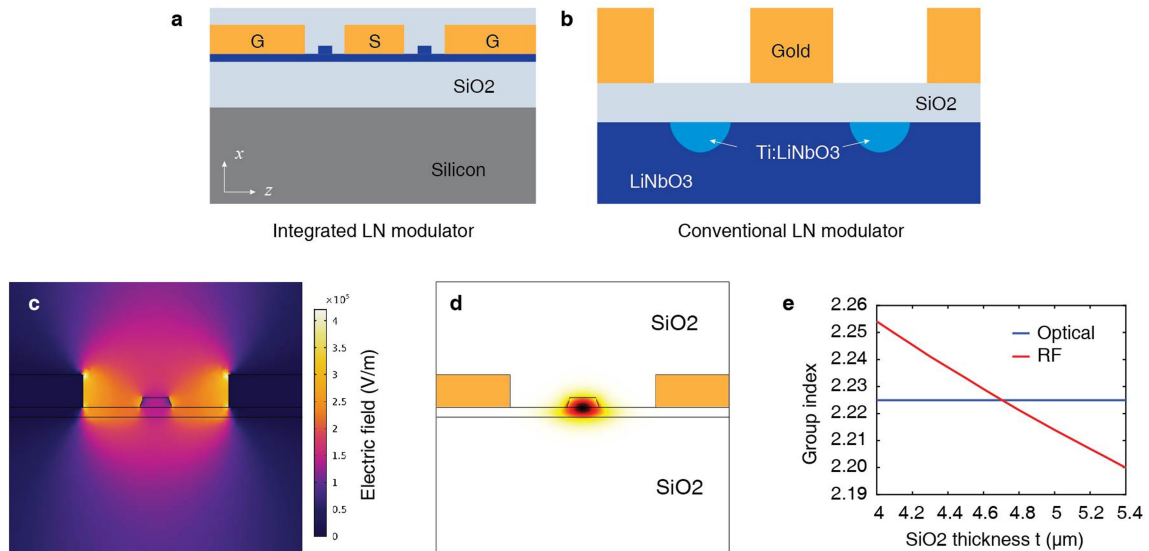 a
G
S
G
SiO2
Silicon
x
z
Integrated LN modulator
b
Gold
SiO2
Ti:LiNbO3
LiNbO3
Conventional LN modulator
c
×10⁵
4
3.5
3
2.5
2
1.5
1
0.5
0
Electric field (V/m)
d
SiO2
SiO2
e
2.26
2.25
2.24
2.23
2.22
2.21
2.20
2.19
Group index
Optical
RF
4 4.2 4.4 4.6 4.8 5 5.2 5.4
SiO2 thickness t (µm)